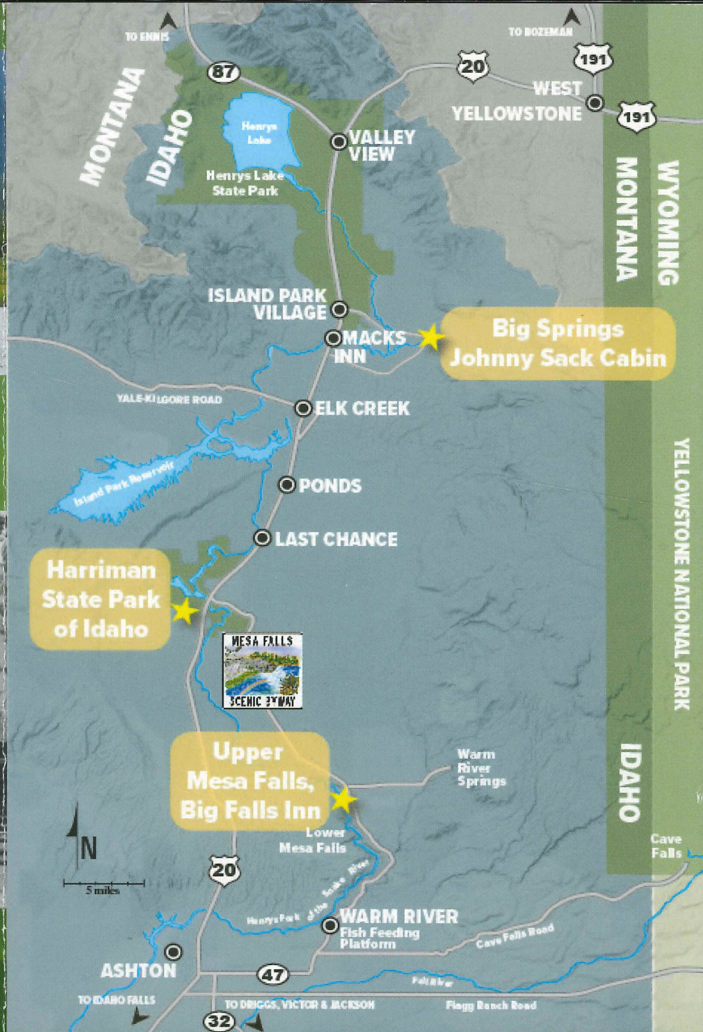 TO ENNIS
TO BOZEMAN
87
20
191
WEST
YELLOWSTONE
191
MONTANA
IDAHO
Henrys
Lake
VALLEY
VIEW
Henrys Lake
State Park
MONTANA
WYOMING
ISLAND PARK
VILLAGE
MACKS
INN
Big Springs
Johnny Sack Cabin
YALE-KILGORE ROAD
ELK CREEK
Island Park Reservoir
PONDS
YELLOWSTONE NATIONAL PARK
LAST CHANCE
Harriman
State Park
of Idaho
MESA FALLS
SCENIC BYWAY
Upper
Mesa Falls,
Big Falls Inn
Warm
River
Springs
IDAHO
Lower
Mesa Falls
Cave
Falls
N
5 miles
20
Henrys Fork of the Snake River
WARM RIVER
Fish Feeding
Platform
Cave Falls Road
ASHTON
47
Fall River
TO IDAHO FALLS
TO DRIGGS, VICTOR & JACKSON
Flagg Ranch Road
32